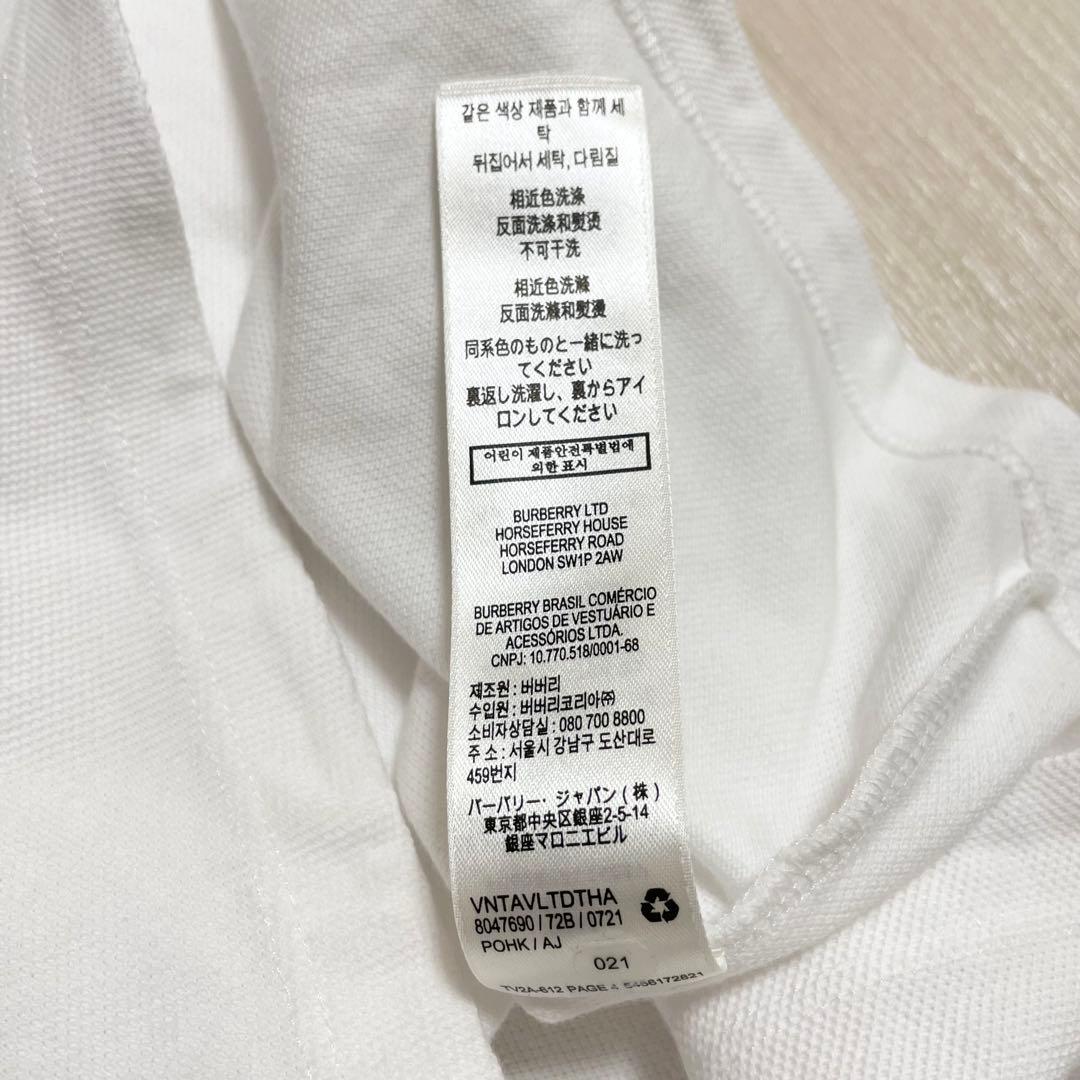 같은 색상 제품과 함께 세
탁
뒤집어서 세탁, 다림질
相近色洗涤
反面洗涤和熨烫
不可干洗
相近色洗滌
反面洗滌和熨燙
同系色のものと一緒に洗っ
てください
裏返し洗濯し、裏からアイ
ロンしてください
어린이 제품안전특별법에
의한 표시
BURBERRY LTD
HORSEFERRY HOUSE
HORSEFERRY ROAD
LONDON SW1P 2AW
BURBERRY BRASIL COMÉRCIO
DE ARTIGOS DE VESTUÁRIO E
ACESSÓRIOS LTDA.
CNPJ: 10.770.518/0001-68
제조원 : 버버리
수입원 : 버버리코리아㈜
소비자상담실 : 080 700 8800
주 소 : 서울시 강남구 도산대로
459번지
バーバリー・ジャパン(株)
東京都中央区銀座2-5-14
銀座マロニエビル
VNTAVLTDTHA
8047690 / 72B / 0721
POHK / AJ
021
TV2A-612 PAGE 4 5456172821